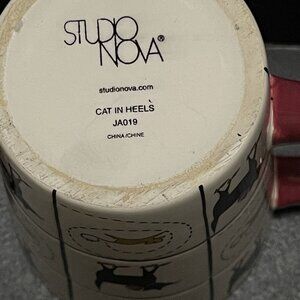 STUDIO
NOVA®
studionova.com
CAT IN HEELS
JA019
CHINA/CHINE